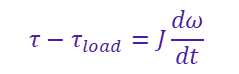 τ − τ_load = J dω/dt